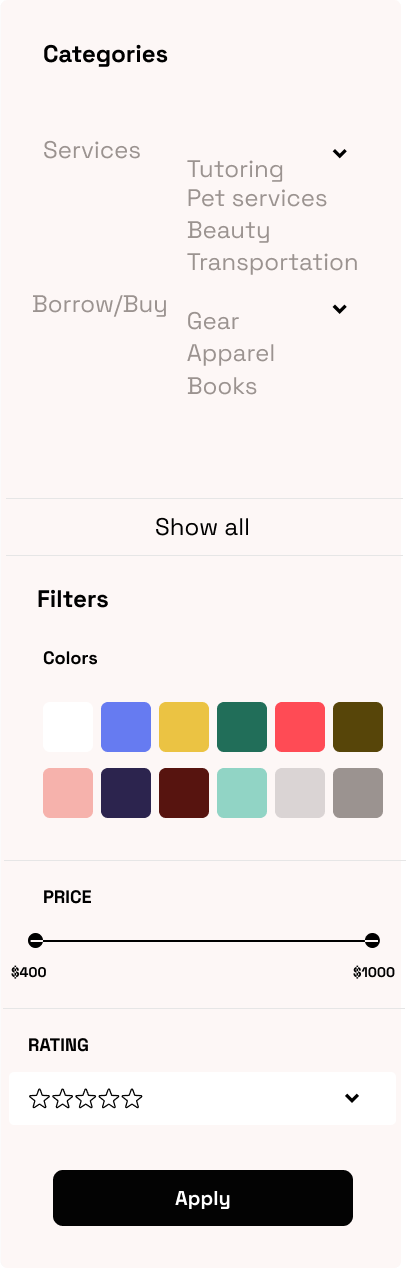 Categories
Services
Tutoring
Pet services
Beauty
Transportation
Borrow/Buy
Gear
Apparel
Books
Show all
Filters
Colors
PRICE
$400 $1000
RATING
Apply